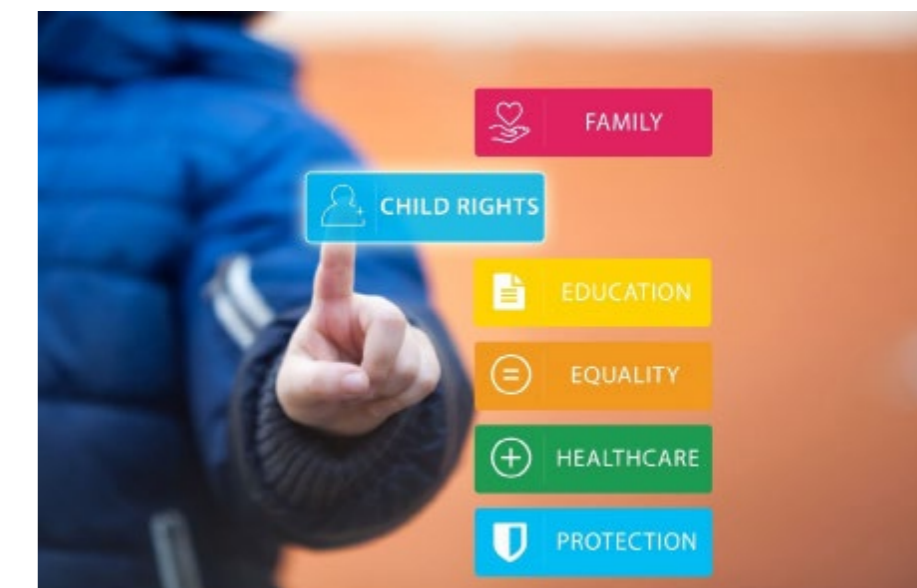 FAMILY
CHILD RIGHTS
EDUCATION
EQUALITY
HEALTHCARE
PROTECTION